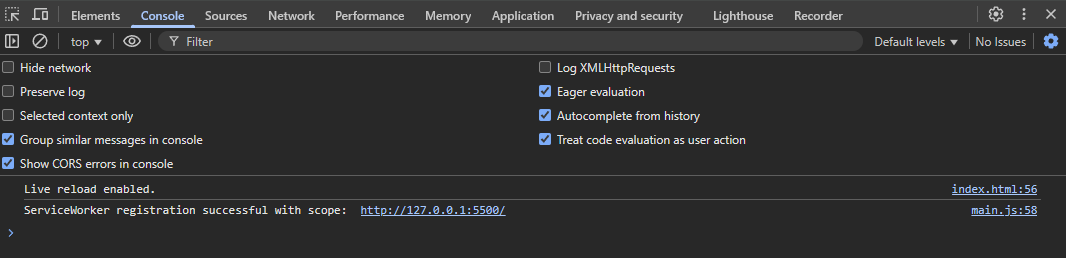 Elements Console Sources Network Performance Memory Application Privacy and security Lighthouse Recorder
top Filter Default levels No Issues
Hide network Log XMLHttpRequests
Preserve log Eager evaluation
Selected context only Autocomplete from history
Group similar messages in console Treat code evaluation as user action
Show CORS errors in console
Live reload enabled. index.html:56
ServiceWorker registration successful with scope: http://127.0.0.1:5500/ main.js:58